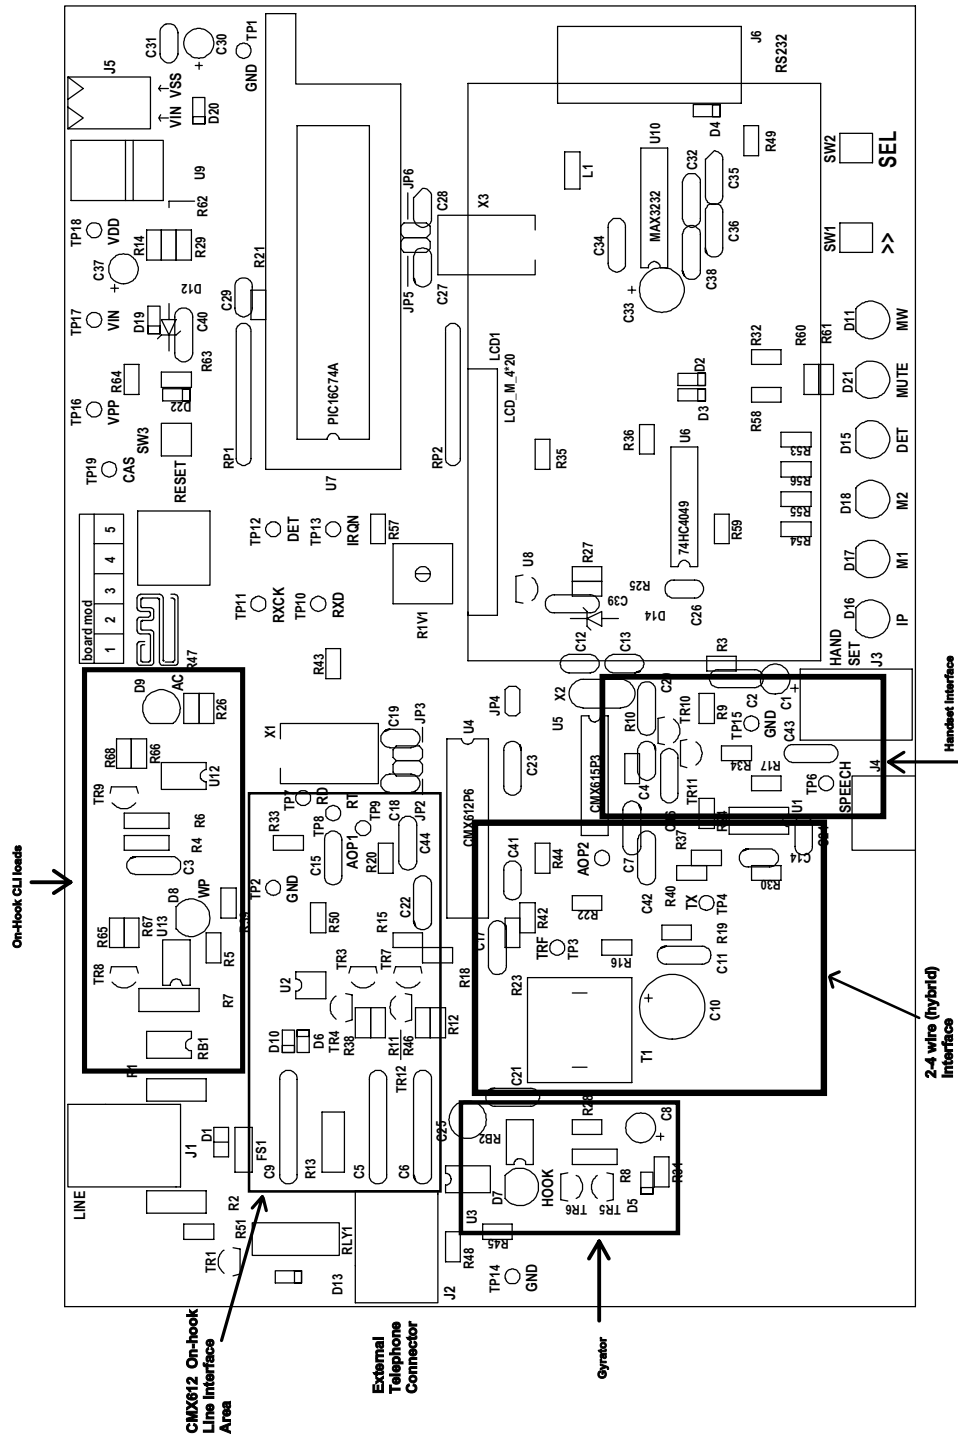 C31
C30
TP1
GND
J5
VIN
VSS
D20
U9
R62
TP18
VDD
R14
R29
C37
D12
TP17
VIN
D19
C40
R63
R64
TP16
VPP
D22
SW3
RESET
TP19
CAS
board mod
1 2 3 4 5
R47
C29
R21
RP1
PIC16C74A
U7
JP6
C28
JP5
C27
X3
RP2
LCD1
LCD_M_4*20
J6
RS232
D4
R49
L1
U10
MAX3232
C32
C35
C36
C38
C34
C33
SW2
SEL
SW1
>>
D11
MW
D21
MUTE
D15
DET
D18
M2
D17
M1
D16
IP
R32
R60
R61
R58
D2
D3
R36
R35
U6
74HC4049
R53
R56
R55
R54
R59
TP12
DET
TP13
IRQN
R57
TP11
RXCK
TP10
RXD
R1V1
R43
U8
R27
R25
C39
D14
C26
C12
C13
X2
R3
HAND
SET
J3
On-Hook CLI loads
D9
AC
R26
R68
R66
U12
TR9
R6
R4
C3
D8
WP
U13
R65
R67
TR8
R5
R7
RB1
R1
X1
C19
JP3
JP4
U4
CMX612P6
C23
U5
CMX615P3
R10
C20
C2
C1
TR10
R9
TP15
GND
C43
C4
TR11
R34
R17
TP6
SPEECH
J4
U1
Handset Interface
TP7
RD
TP8
RT
TP9
C18
JP2
R33
C15
AOP1
R20
C44
TP2
GND
R50
R15
C22
U2
TR3
TR7
TR4
R38
R11
R46
TR12
R12
R18
D10
D6
C9
R13
C5
C6
FS1
C41
R44
AOP2
C7
C42
R37
R40
TX
TP4
R30
C14
R42
R22
C17
TRF
TP3
R16
R19
C11
R23
T1
C10
2-4 wire (hybrid)
Interface
LINE
J1
D1
R2
R51
TR1
RLY1
D13
J2
C21
C25
RB2
R28
C8
D7
HOOK
TR6
TR5
R8
D5
U3
R45
R48
TP14
GND
CMX612 On-hook
Line Interface
Area
External
Telephone
Connector
Gyrator